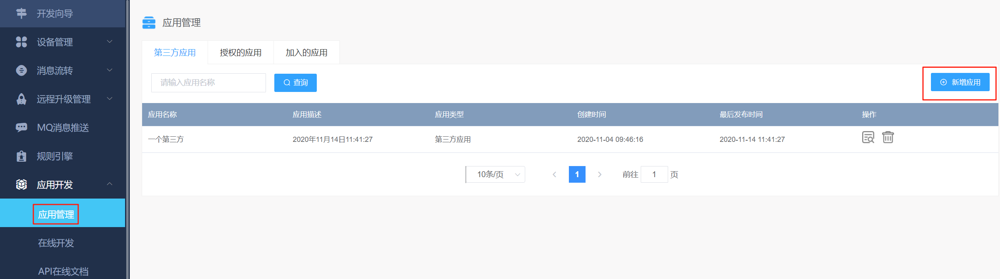 开发向导
设备管理
消息流转
远程升级管理
MQ消息推送
规则引擎
应用开发
应用管理
在线开发
API在线文档
应用管理
第三方应用 授权的应用 加入的应用
请输入应用名称 查询 新增应用
应用名称 应用描述 应用类型 创建时间 最后发布时间 操作
一个第三方 2020年11月14日11:41:27 第三方应用 2020-11-04 09:46:16 2020-11-14 11:41:27
10条/页 1 前往 1 页